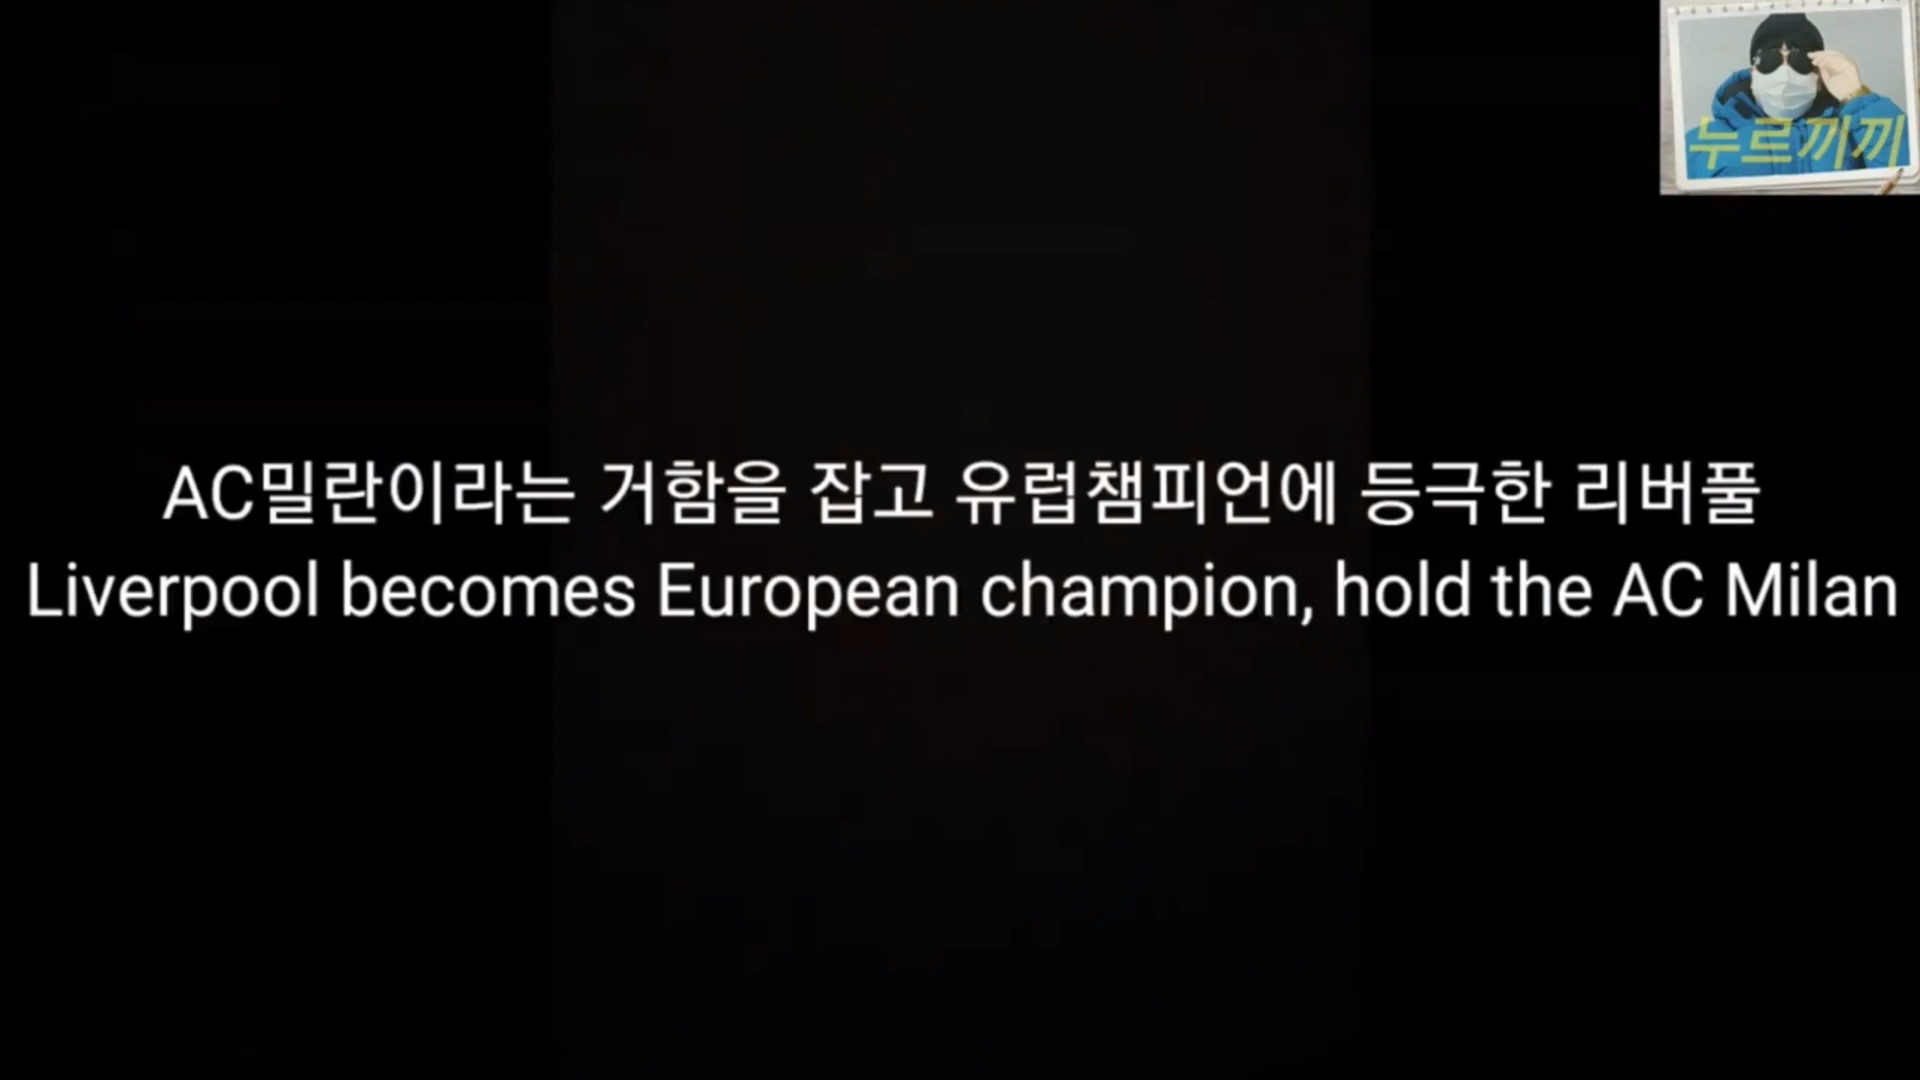 누르끼끼
AC밀란이라는 거함을 잡고 유럽챔피언에 등극한 리버풀
Liverpool becomes European champion, hold the AC Milan